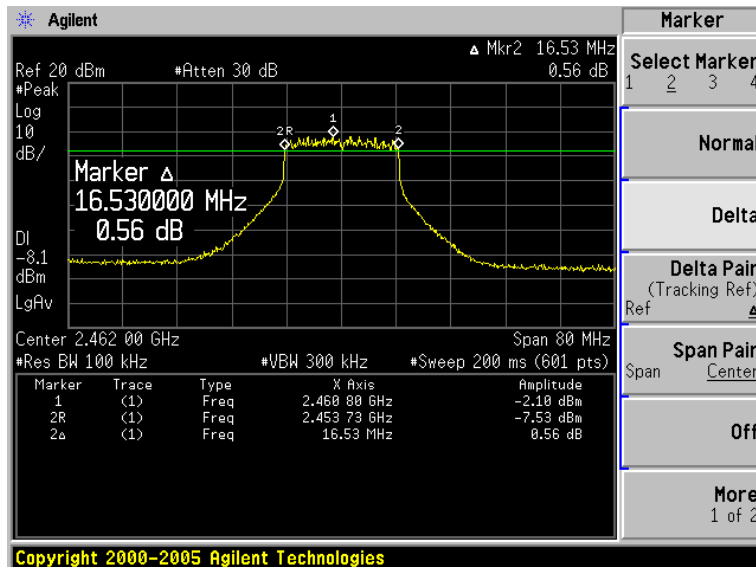 Agilent
Marker
Δ Mkr2 16.53 MHz
Ref 20 dBm #Atten 30 dB 0.56 dB
#Peak
Log
10
dB/
1
2R
2
Marker Δ
16.530000 MHz
0.56 dB
DI
-8.1
dBm
LgAv
Center 2.462 00 GHz Span 80 MHz
#Res BW 100 kHz #VBW 300 kHz #Sweep 200 ms (601 pts)
Marker Trace Type X Axis Amplitude
1 (1) Freq 2.460 80 GHz -2.10 dBm
2R (1) Freq 2.453 73 GHz -7.53 dBm
2Δ (1) Freq 16.53 MHz 0.56 dB
Select Marker
1 2 3 4
Normal
Delta
Delta Pair
(Tracking Ref)
Ref Δ
Span Pair
Span Center
Off
More
1 of 2
Copyright 2000-2005 Agilent Technologies